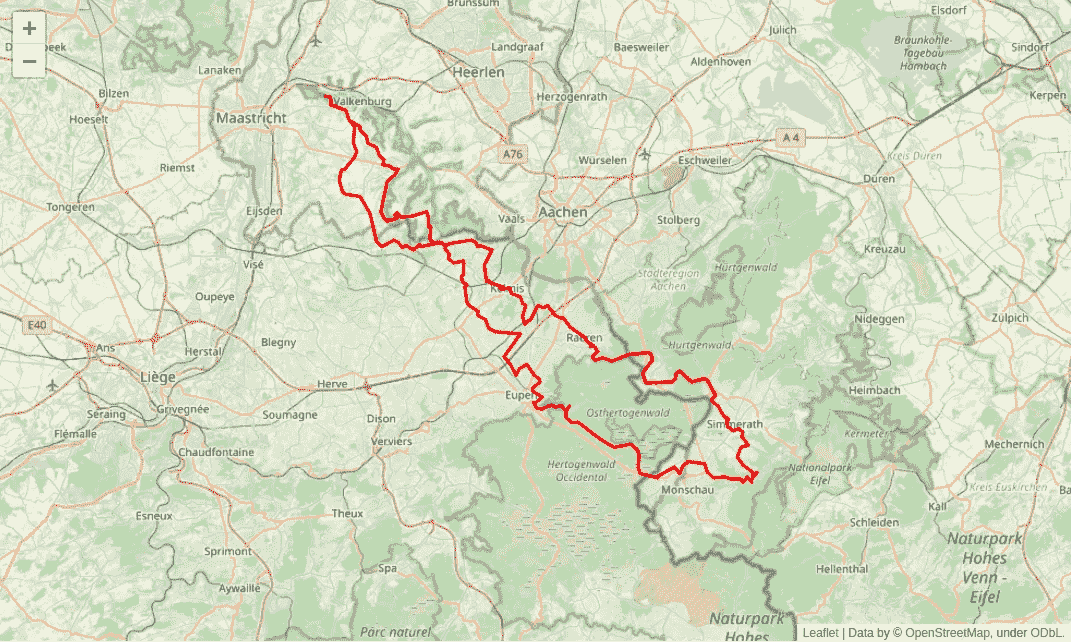 Brunssum
Elsdorf
+
Jülich
Landgraaf
Baesweiler
Braunkohle-
Tagebau
Hambach
Sindorf
−
Lanaken
Heerlen
Aldenhoven
Bilzen
Valkenburg
Herzogenrath
Kerpen
Hoeselt
Maastricht
A 4
A76
Würselen
Eschweiler
Kreis Düren
Riemst
Düren
Tongeren
Eijsden
Vaals
Aachen
Stolberg
Kreuzau
Visé
Städteregion
Aachen
Hürtgenwald
Oupeye
Kelmis
Nideggen
Zülpich
E40
Blegny
Raeren
Hürtgenwald
Ans
Herstal
Liège
Herve
Eupen
Heimbach
Seraing
Grivegnée
Soumagne
Dison
Osthertogenwald
Simmerath
Flémalle
Verviers
Kermeter
Mechernich
Chaudfontaine
Hertogenwald
Occidental
Nationalpark
Eifel
Monschau
Kreis Euskirchen
Ba
Kall
Esneux
Theux
Schleiden
Sprimont
Naturpark
Hohes
Venn -
Eifel
Spa
Hellenthal
Aywaille
Naturpark
Hohes
Parc naturel
Leaflet | Data by © OpenStreetMap, under ODbL.